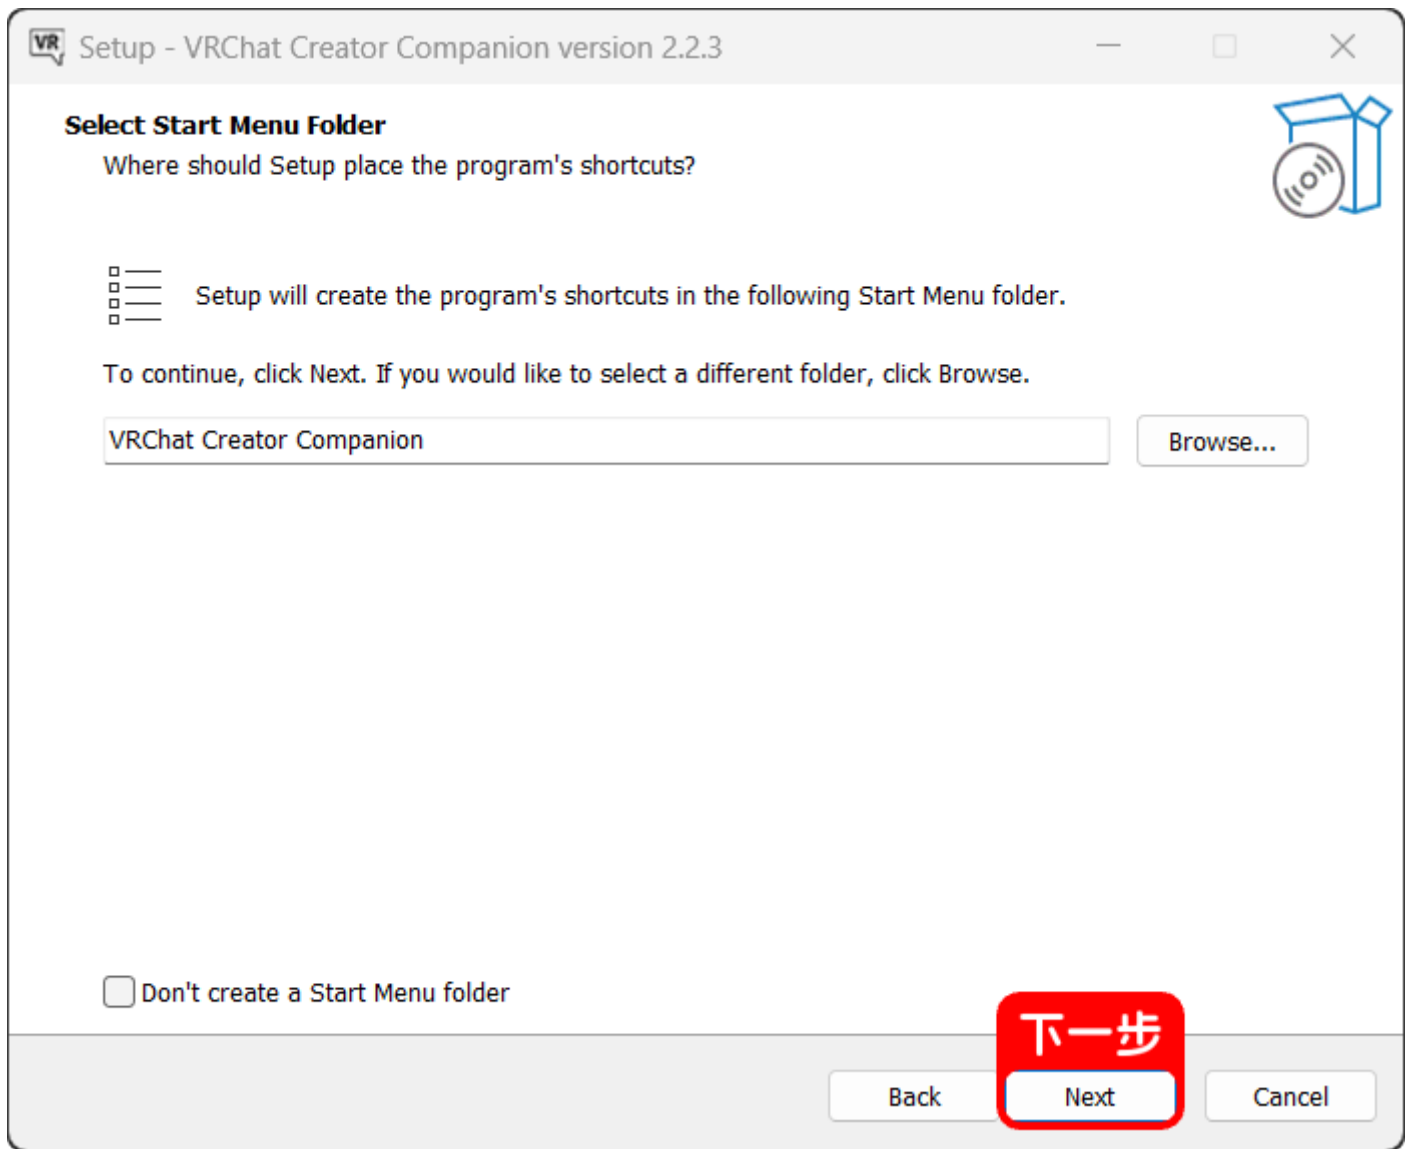 VR
Setup - VRChat Creator Companion version 2.2.3
Select Start Menu Folder
Where should Setup place the program's shortcuts?
Setup will create the program's shortcuts in the following Start Menu folder.
To continue, click Next. If you would like to select a different folder, click Browse.
VRChat Creator Companion
Browse...
Don't create a Start Menu folder
下一步
Back
Next
Cancel